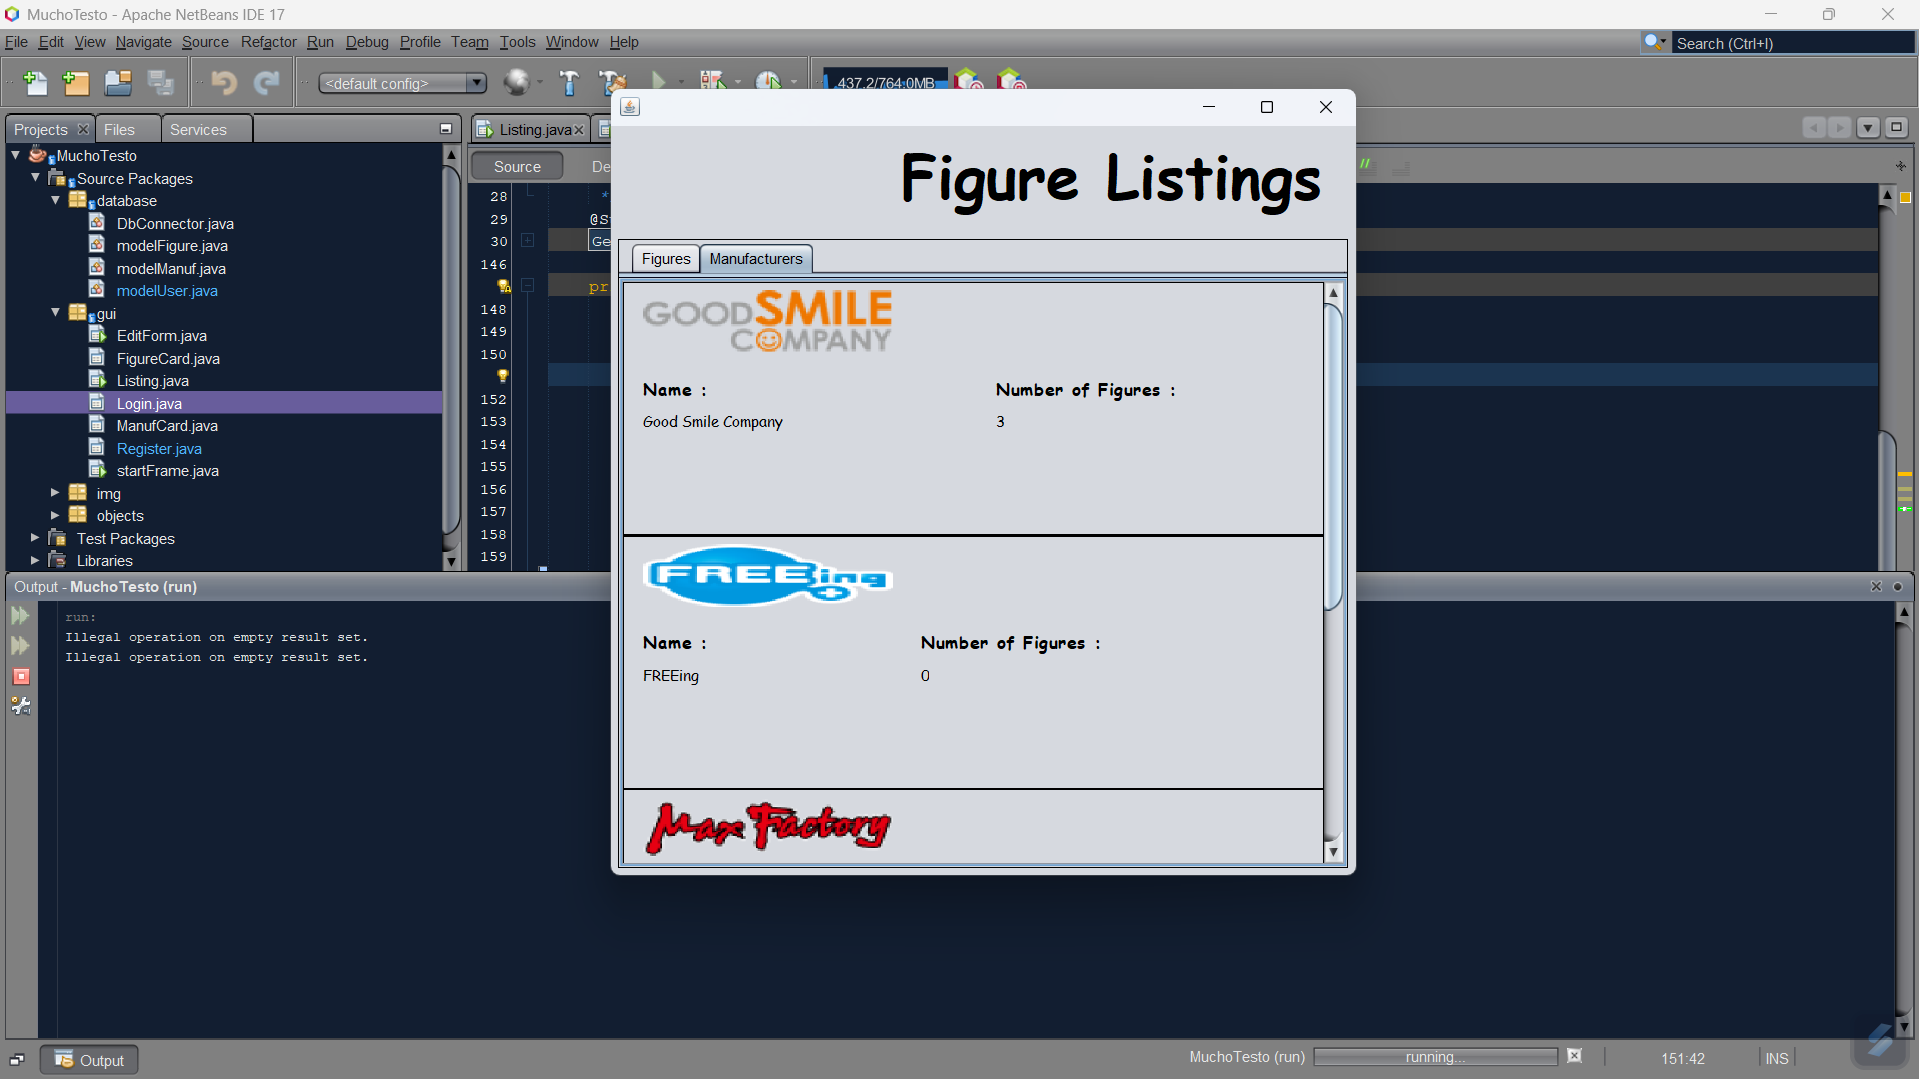 MuchoTesto - Apache NetBeans IDE 17
File Edit View Navigate Source Refactor Run Debug Profile Team Tools Window Help
Search (Ctrl+I)
<default config>
437.2/764.0MB
Projects Files Services
Listing.java
MuchoTesto
Source Packages
database
DbConnector.java
modelFigure.java
modelManuf.java
modelUser.java
gui
EditForm.java
FigureCard.java
Listing.java
Login.java
ManufCard.java
Register.java
startFrame.java
img
objects
Test Packages
Libraries
Source De
28 *
29 @S
30 Ge
146
pr
148
149
150
152
153
154
155
156
157
158
159
Figure Listings
Figures Manufacturers
GOODSMILE
COMPANY
Name : Number of Figures :
Good Smile Company 3
FREEing
Name : Number of Figures :
FREEing 0
Max Factory
Output - MuchoTesto (run)
run:
Illegal operation on empty result set.
Illegal operation on empty result set.
Output
MuchoTesto (run) running... 151:42 INS